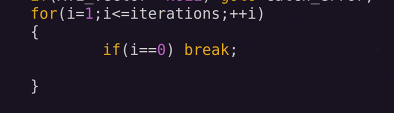 for(i=1;i<=iterations;++i)
{
if(i==0) break;
}